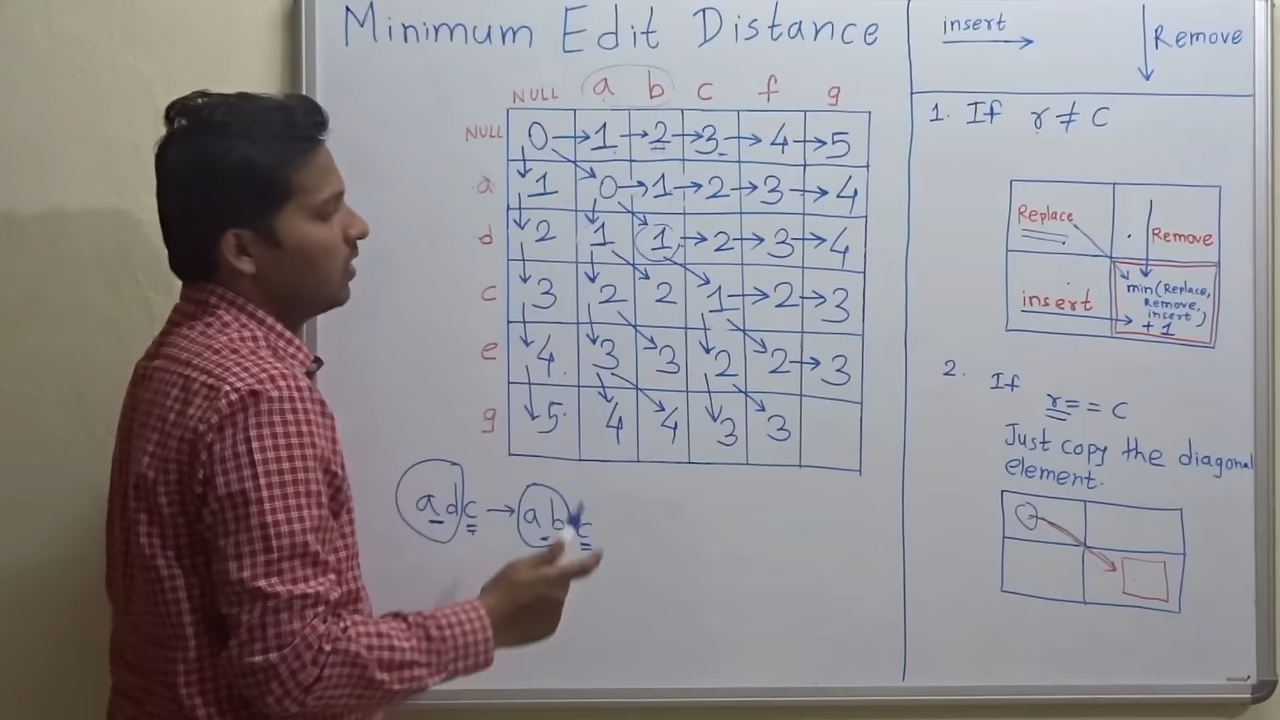 Minimum Edit Distance
NULL a b c f g
NULL 0 → 1 → 2 → 3 → 4 → 5
a 1 0 → 1 → 2 → 3 → 4
d 2 1 1 → 2 → 3 → 4
c 3 2 2 1 → 2 → 3
e 4 3 3 2 2 → 3
g 5 4 4 3 3
adc → abc
insert
Remove
1. If r ≠ C
Replace
Remove
insert
min(Replace,
Remove,
insert)
+ 1
2. If
r == C
Just copy the diagonal
element.